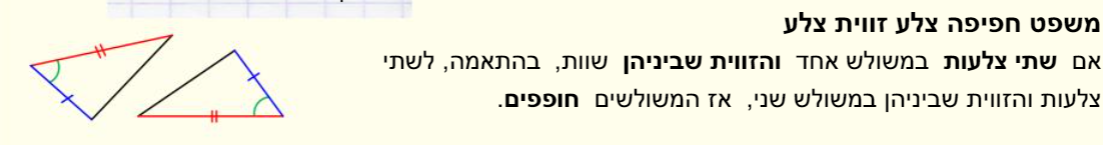 משפט חפיפה צלע זווית צלע
אם שתי צלעות במשולש אחד והזווית שביניהן שוות, בהתאמה, לשתי
צלעות והזווית שביניהן במשולש שני, אז המשולשים חופפים.